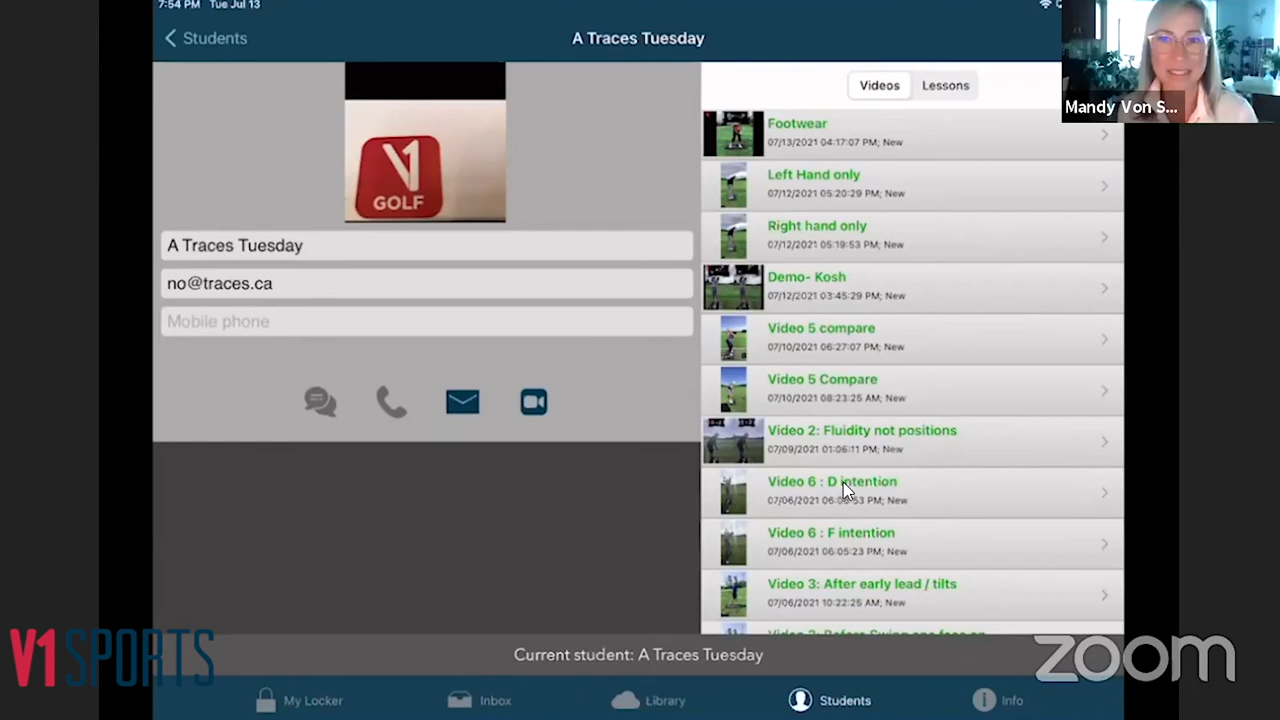 7:54 PM Tue Jul 13
Students
A Traces Tuesday
Videos Lessons
Mandy Von S...
V1
GOLF
A Traces Tuesday
no@traces.ca
Mobile phone
Footwear
07/13/2021 04:17:07 PM; New
Left Hand only
07/12/2021 05:20:29 PM; New
Right hand only
07/12/2021 05:19:53 PM; New
Demo- Kosh
07/12/2021 03:45:29 PM; New
Video 5 compare
07/10/2021 06:27:07 PM; New
Video 5 Compare
07/10/2021 08:23:25 AM; New
Video 2: Fluidity not positions
07/09/2021 01:06:11 PM; New
Video 6 : D intention
07/06/2021 PM; New
Video 6 : F intention
07/06/2021 06:05:23 PM; New
Video 3: After early lead / tilts
07/06/2021 10:22:25 AM; New
Current student: A Traces Tuesday
V1 SPORTS
zoom
My Locker Inbox Library Students Info